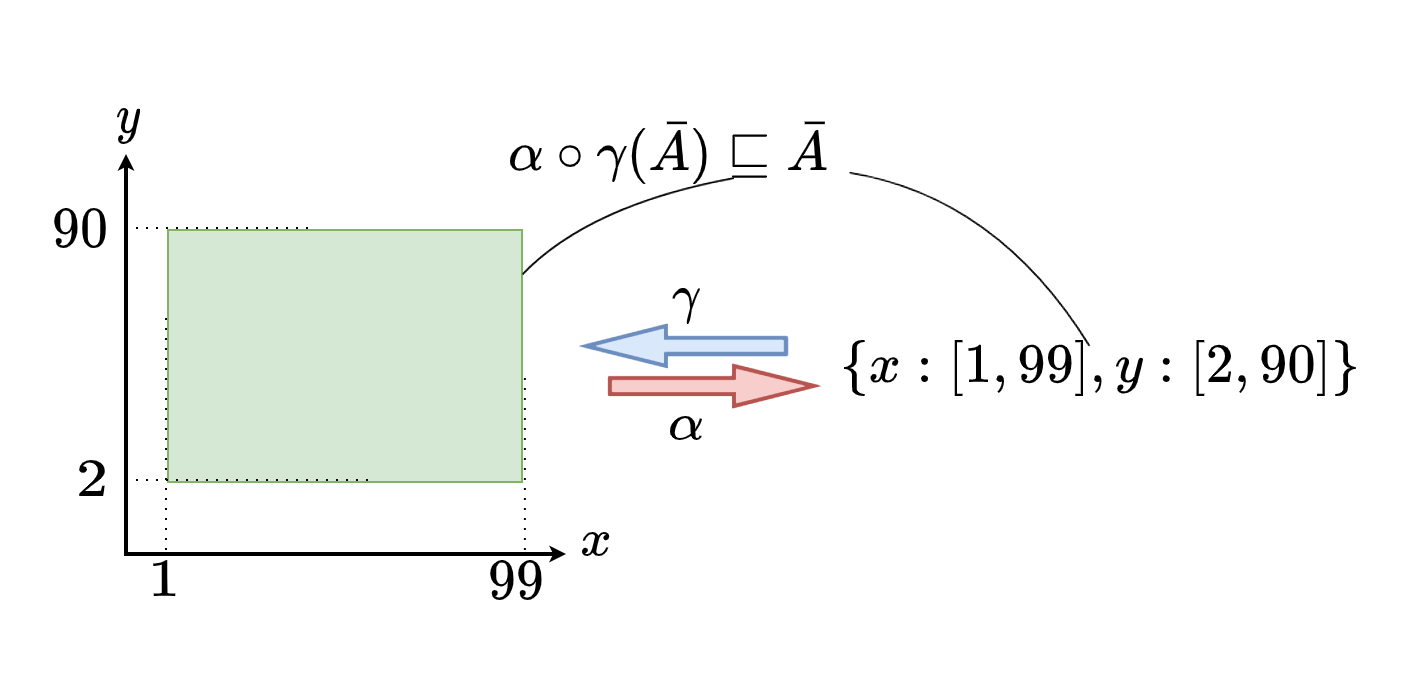 y
α ∘ γ(Ā) ⊑ Ā
90
γ
{x : [1, 99], y : [2, 90]}
α
2
x
1
99